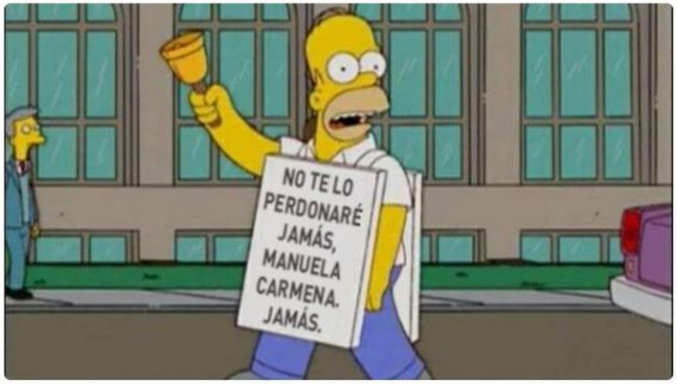 NO TE LO
PERDONARÉ
JAMÁS,
MANUELA
CARMENA.
JAMÁS.